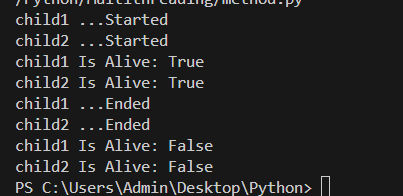 /Python/Multithreading/method.py
child1 ...Started
child2 ...Started
child1 Is Alive: True
child2 Is Alive: True
child1 ...Ended
child2 ...Ended
child1 Is Alive: False
child2 Is Alive: False
PS C:\Users\Admin\Desktop\Python>